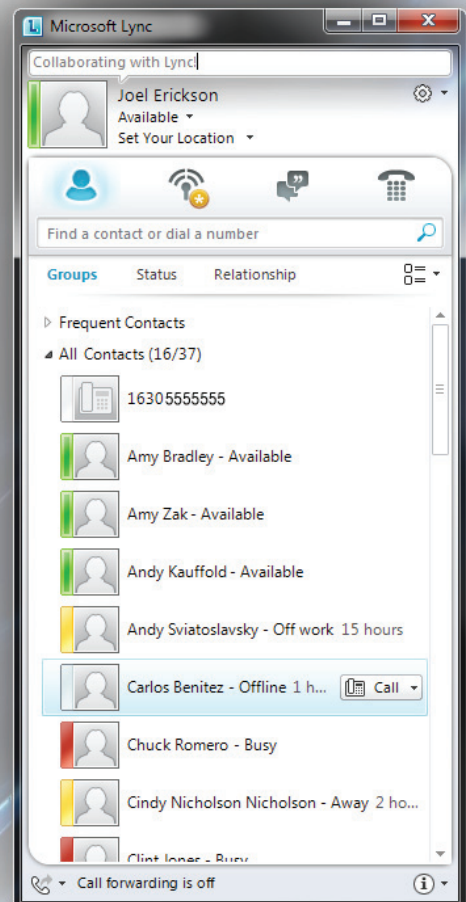 Microsoft Lync
Collaborating with Lync!
Joel Erickson
Available
Set Your Location
Find a contact or dial a number
Groups Status Relationship
Frequent Contacts
All Contacts (16/37)
16305555555
Amy Bradley - Available
Amy Zak - Available
Andy Kauffold - Available
Andy Sviatoslavsky - Off work 15 hours
Carlos Benitez - Offline 1 h... Call
Chuck Romero - Busy
Cindy Nicholson Nicholson - Away 2 ho...
Clint Jones - Busy
Call forwarding is off